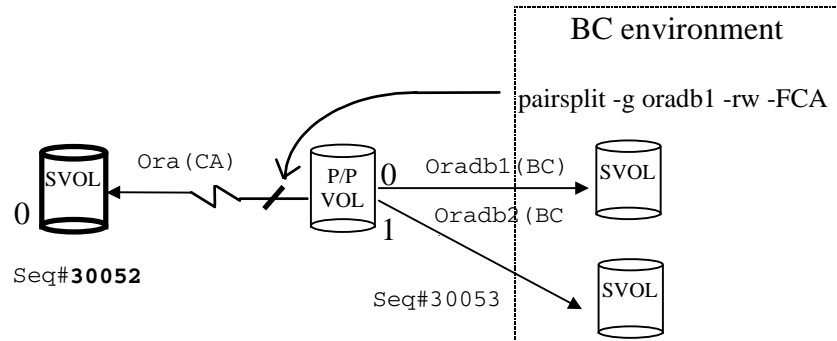 BC environment
pairsplit -g oradb1 -rw -FCA
Ora(CA)
SVOL
0
P/P
VOL
0
1
Oradb1(BC)
Oradb2(BC
SVOL
Seq#30052
Seq#30053
SVOL